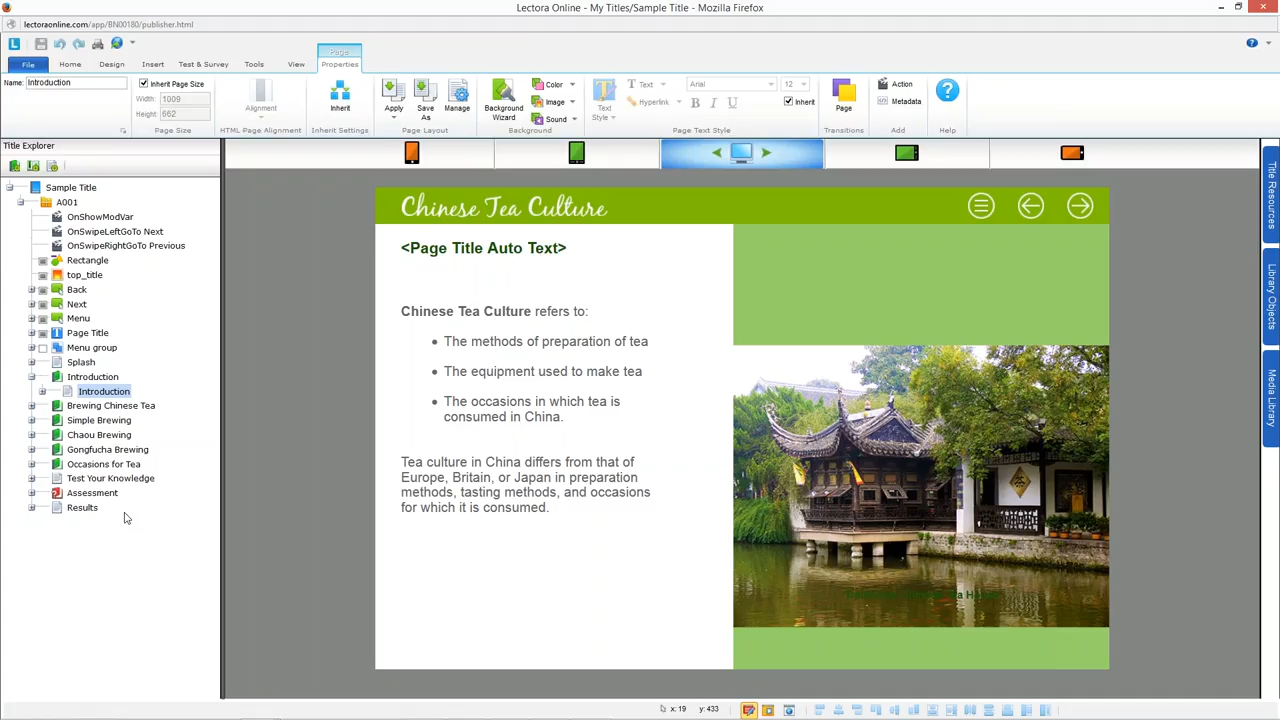 Lectora Online - My Titles/Sample Title - Mozilla Firefox
lectoraonline.com/app/BN00180/publisher.html
Page
File Home Design Insert Test & Survey Tools View Properties
Name: Introduction
Inherit Page Size
Width: 1009
Height: 662
Page Size
Alignment
HTML Page Alignment
Inherit
Inherit Settings
Apply
Save As
Manage
Page Layout
Background Wizard
Color
Image
Sound
Background
Text Style
Text
Arial 12
Hyperlink B I U Inherit
Page Text Style
Page
Transitions
Action
Metadata
Add
Help
Title Explorer
Sample Title
A001
OnShowModVar
OnSwipeLeftGoTo Next
OnSwipeRightGoTo Previous
Rectangle
top_title
Back
Next
Menu
Page Title
Menu group
Splash
Introduction
Introduction
Brewing Chinese Tea
Simple Brewing
Chaou Brewing
Gongfucha Brewing
Occasions for Tea
Test Your Knowledge
Assessment
Results
Chinese Tea Culture
<Page Title Auto Text>
Chinese Tea Culture refers to:
• The methods of preparation of tea
• The equipment used to make tea
• The occasions in which tea is
consumed in China.
Tea culture in China differs from that of
Europe, Britain, or Japan in preparation
methods, tasting methods, and occasions
for which it is consumed.
茶
Title Resources
Library Objects
Media Library
x: 19 y: 433